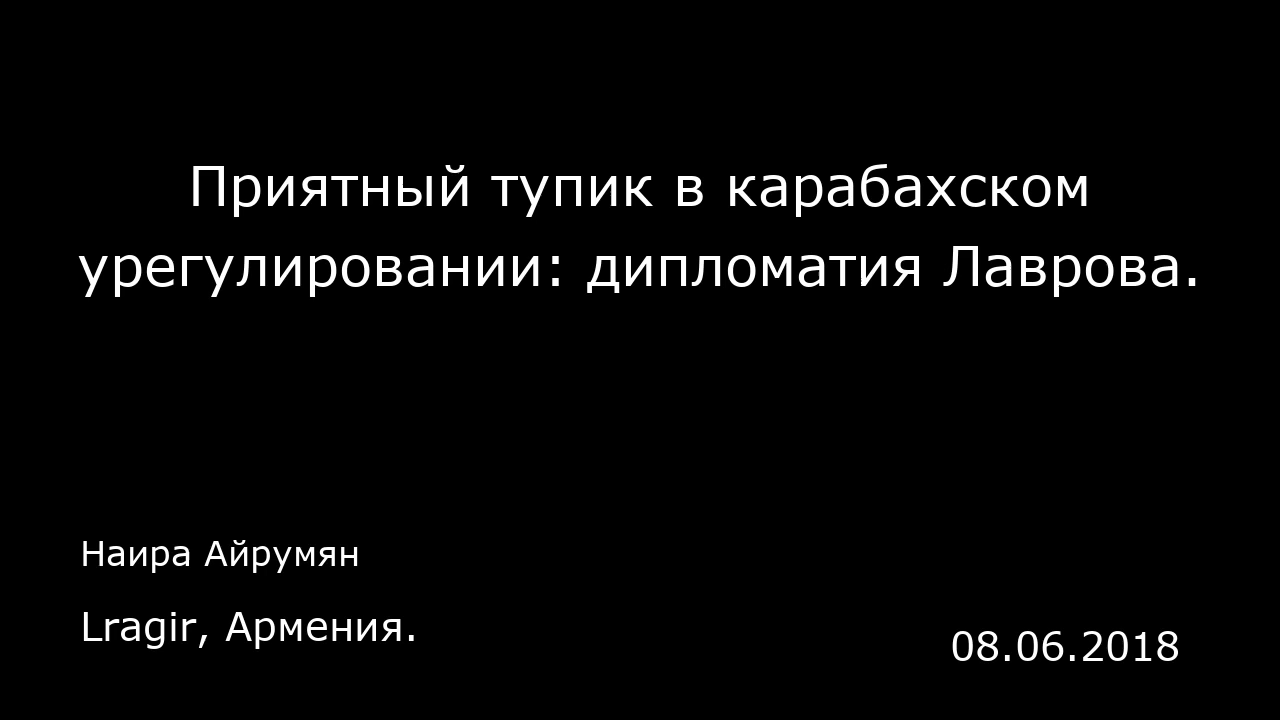 Приятный тупик в карабахском
урегулировании: дипломатия Лаврова.
Наира Айрумян
Lragir, Армения.
08.06.2018